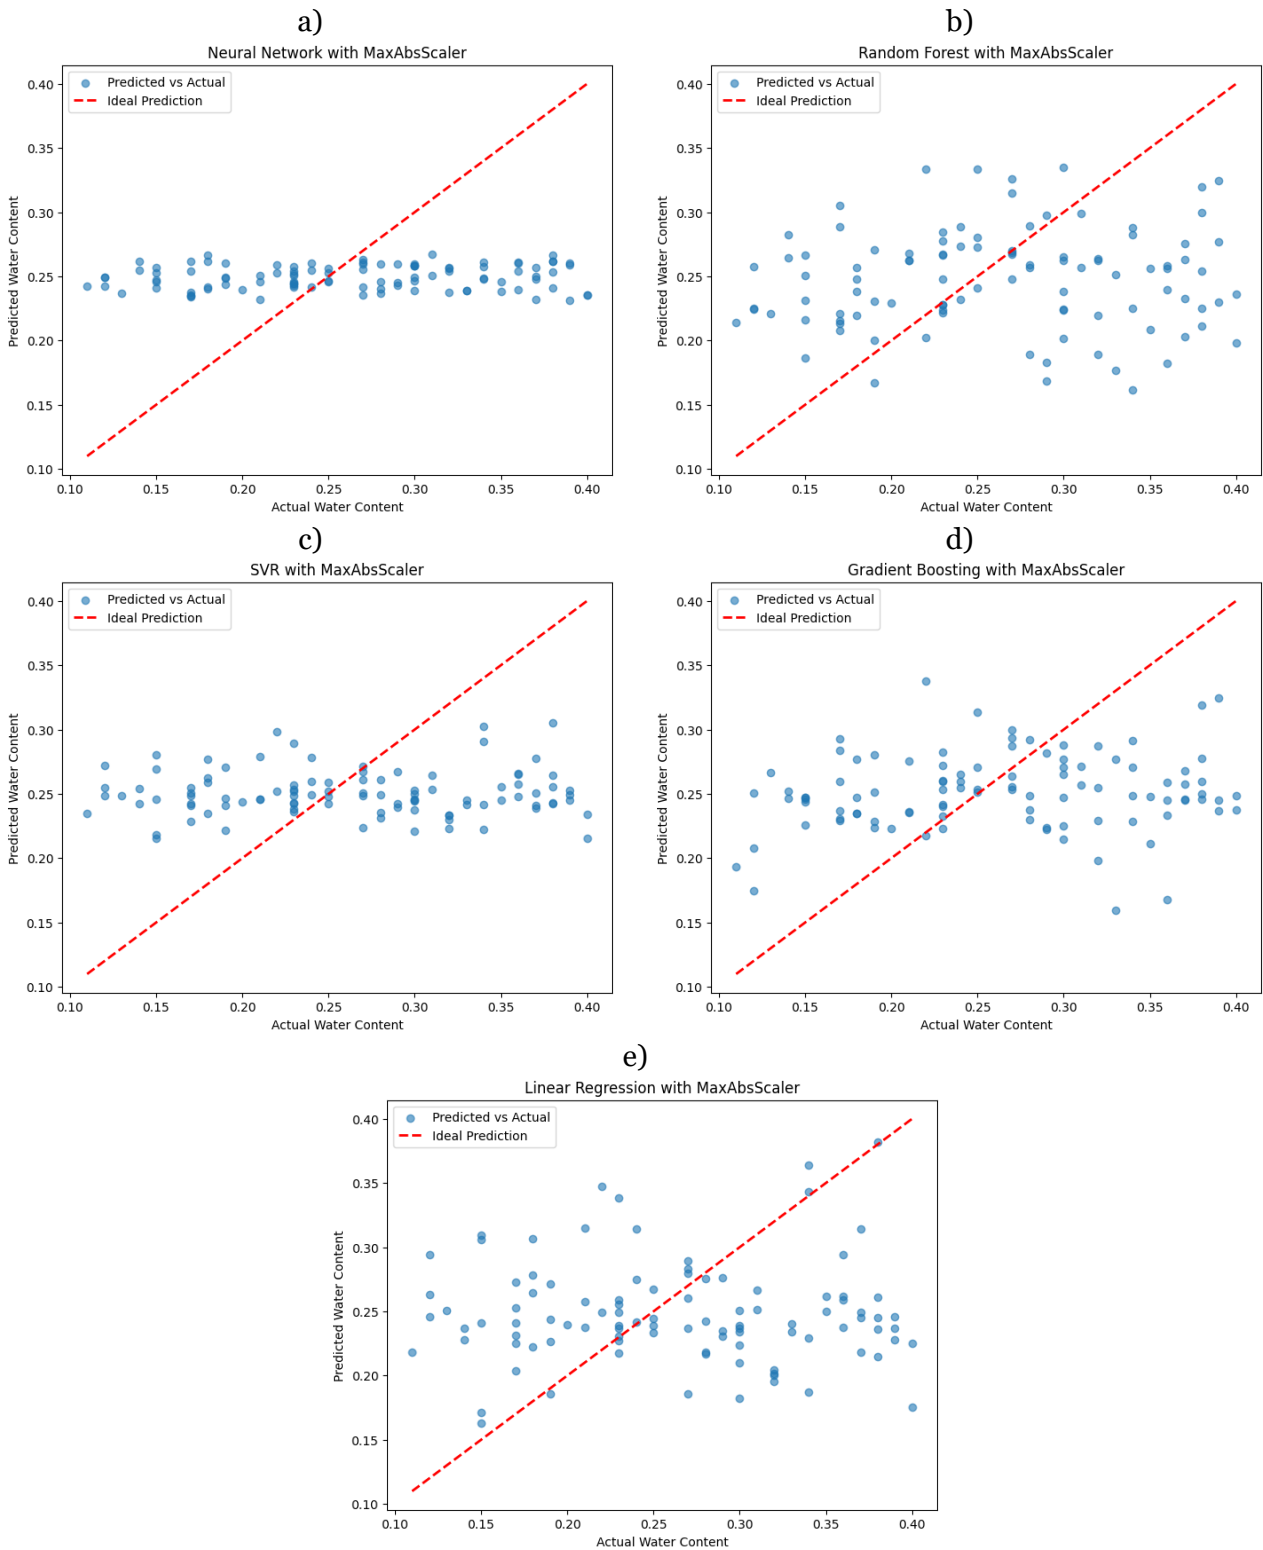 a)
Neural Network with MaxAbsScaler
Predicted vs Actual
Ideal Prediction
0.40
0.35
0.30
0.25
0.20
0.15
0.10
Predicted Water Content
0.10 0.15 0.20 0.25 0.30 0.35 0.40
Actual Water Content
b)
Random Forest with MaxAbsScaler
Predicted vs Actual
Ideal Prediction
0.40
0.35
0.30
0.25
0.20
0.15
0.10
Predicted Water Content
0.10 0.15 0.20 0.25 0.30 0.35 0.40
Actual Water Content
c)
SVR with MaxAbsScaler
Predicted vs Actual
Ideal Prediction
0.40
0.35
0.30
0.25
0.20
0.15
0.10
Predicted Water Content
0.10 0.15 0.20 0.25 0.30 0.35 0.40
Actual Water Content
d)
Gradient Boosting with MaxAbsScaler
Predicted vs Actual
Ideal Prediction
0.40
0.35
0.30
0.25
0.20
0.15
0.10
Predicted Water Content
0.10 0.15 0.20 0.25 0.30 0.35 0.40
Actual Water Content
e)
Linear Regression with MaxAbsScaler
Predicted vs Actual
Ideal Prediction
0.40
0.35
0.30
0.25
0.20
0.15
0.10
Predicted Water Content
0.10 0.15 0.20 0.25 0.30 0.35 0.40
Actual Water Content